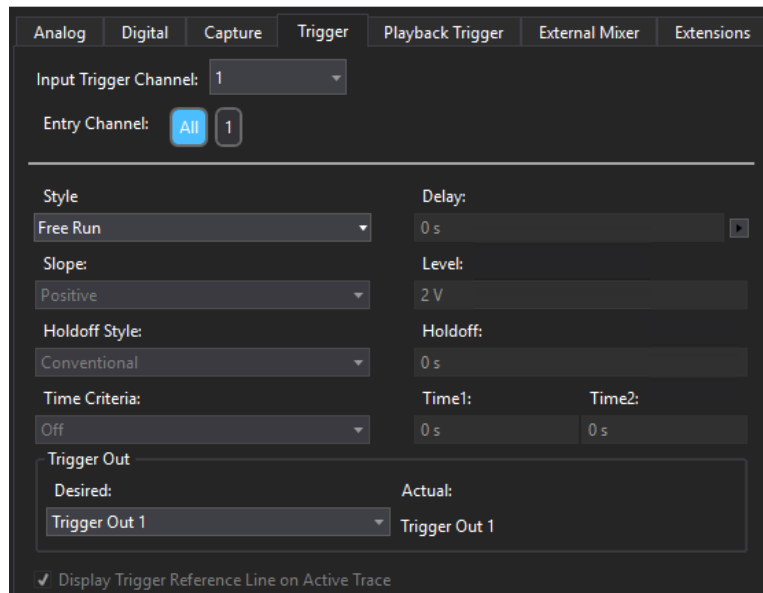 Analog Digital Capture Trigger Playback Trigger External Mixer Extensions
Input Trigger Channel: 1
Entry Channel: All 1
Style Delay:
Free Run 0 s
Slope: Level:
Positive 2 V
Holdoff Style: Holdoff:
Conventional 0 s
Time Criteria: Time1: Time2:
Off 0 s 0 s
Trigger Out
Desired: Actual:
Trigger Out 1 Trigger Out 1
Display Trigger Reference Line on Active Trace